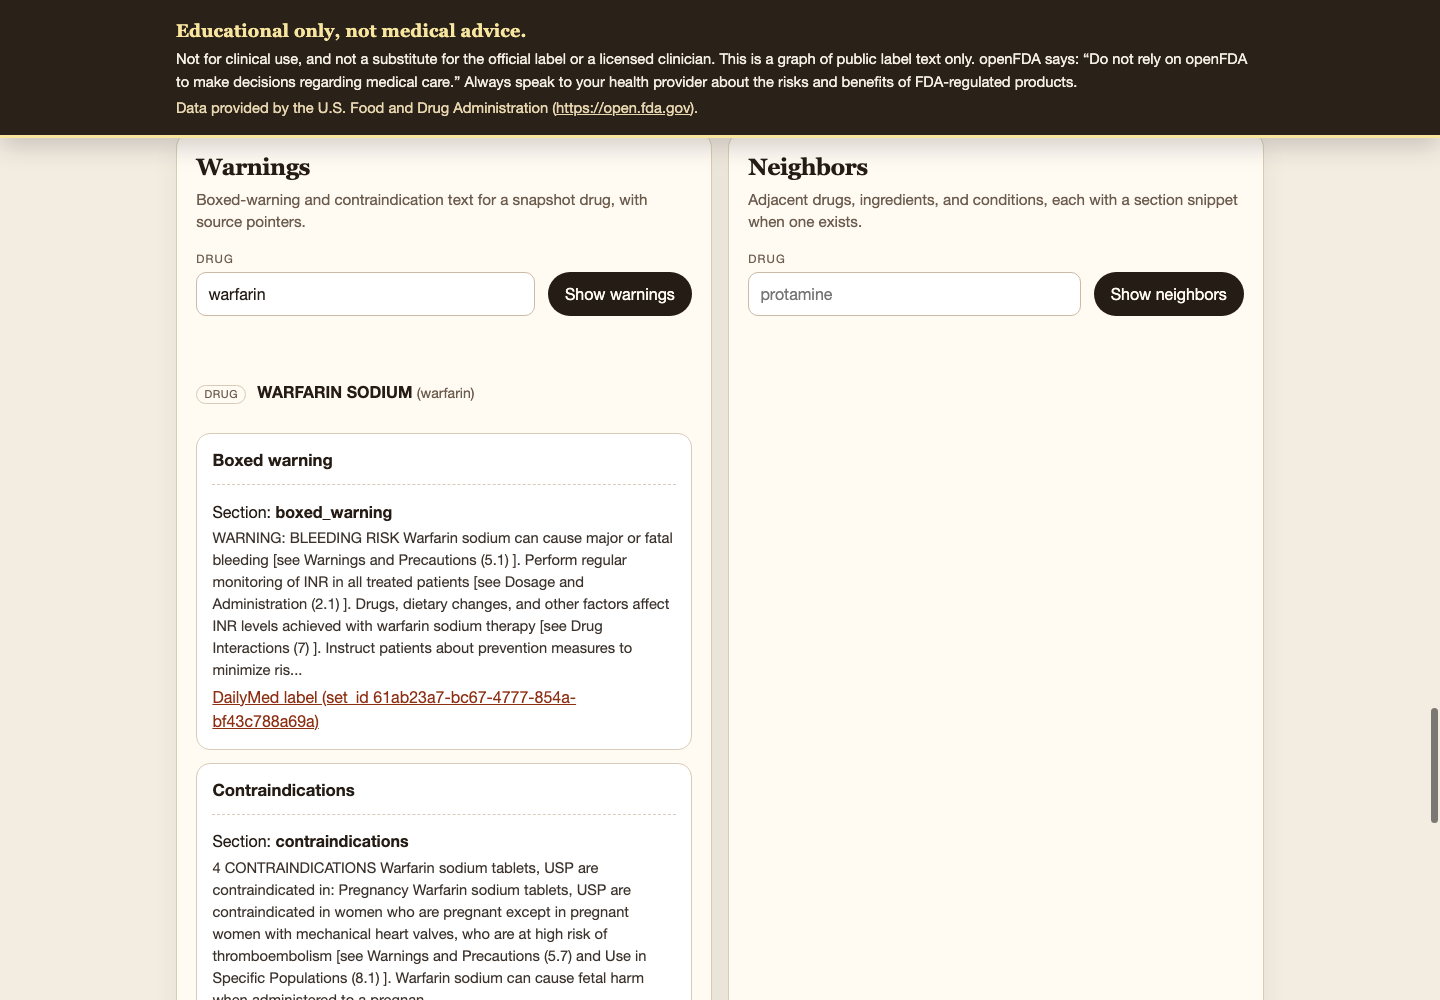 Educational only, not medical advice.
Not for clinical use, and not a substitute for the official label or a licensed clinician. This is a graph of public label text only. openFDA says: “Do not rely on openFDA
to make decisions regarding medical care.” Always speak to your health provider about the risks and benefits of FDA-regulated products.
Data provided by the U.S. Food and Drug Administration (https://open.fda.gov).
Warnings
Boxed-warning and contraindication text for a snapshot drug, with
source pointers.
DRUG
warfarin
Show warnings
DRUG WARFARIN SODIUM (warfarin)
Boxed warning
Section: boxed_warning
WARNING: BLEEDING RISK Warfarin sodium can cause major or fatal
bleeding [see Warnings and Precautions (5.1) ]. Perform regular
monitoring of INR in all treated patients [see Dosage and
Administration (2.1) ]. Drugs, dietary changes, and other factors affect
INR levels achieved with warfarin sodium therapy [see Drug
Interactions (7) ]. Instruct patients about prevention measures to
minimize ris...
DailyMed label (set_id 61ab23a7-bc67-4777-854a-
bf43c788a69a)
Contraindications
Section: contraindications
4 CONTRAINDICATIONS Warfarin sodium tablets, USP are
contraindicated in: Pregnancy Warfarin sodium tablets, USP are
contraindicated in women who are pregnant except in pregnant
women with mechanical heart valves, who are at high risk of
thromboembolism [see Warnings and Precautions (5.7) and Use in
Specific Populations (8.1) ]. Warfarin sodium can cause fetal harm
when administered to a pregnan
Neighbors
Adjacent drugs, ingredients, and conditions, each with a section snippet
when one exists.
DRUG
protamine
Show neighbors